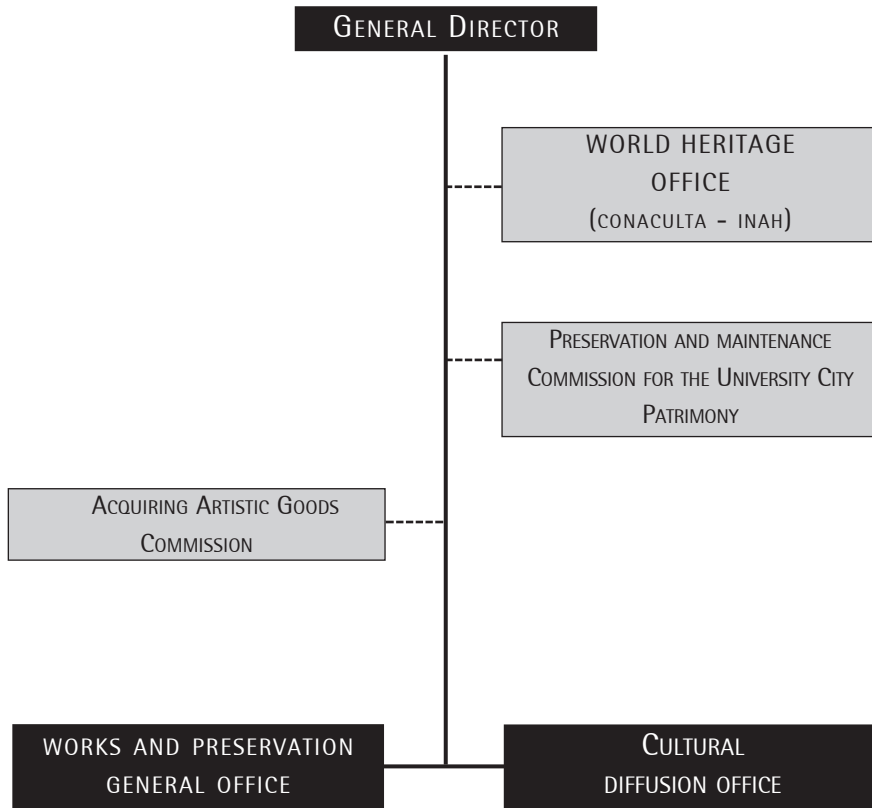 GENERAL DIRECTOR
WORLD HERITAGE
OFFICE
(CONACULTA - INAH)
PRESERVATION AND MAINTENANCE
COMMISSION FOR THE UNIVERSITY CITY
PATRIMONY
ACQUIRING ARTISTIC GOODS
COMMISSION
WORKS AND PRESERVATION
GENERAL OFFICE
CULTURAL
DIFFUSION OFFICE